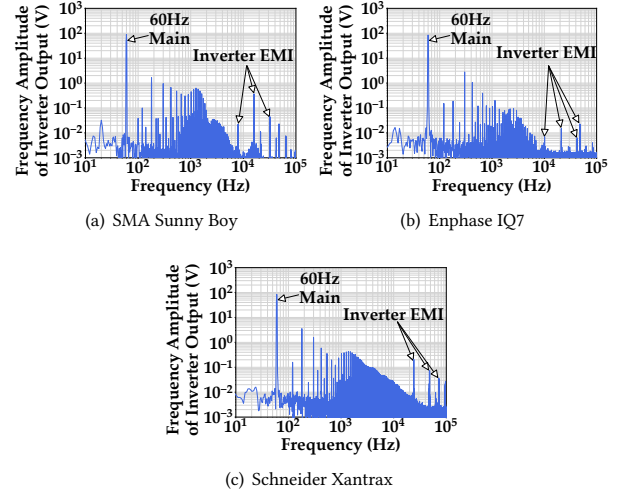 Frequency Amplitude
of Inverter Output (V)
10³
10²
10¹
10⁰
10⁻¹
10⁻²
10⁻³
60Hz
Main
Inverter EMI
10¹
10²
10³
10⁴
10⁵
Frequency (Hz)
(a) SMA Sunny Boy
Frequency Amplitude
of Inverter Output (V)
10³
10²
10¹
10⁰
10⁻¹
10⁻²
10⁻³
60Hz
Main
Inverter EMI
10¹
10²
10³
10⁴
10⁵
Frequency (Hz)
(b) Enphase IQ7
Frequency Amplitude
of Inverter Output (V)
10³
10²
10¹
10⁰
10⁻¹
10⁻²
10⁻³
60Hz
Main
Inverter EMI
10¹
10²
10³
10⁴
10⁵
Frequency (Hz)
(c) Schneider Xantrax